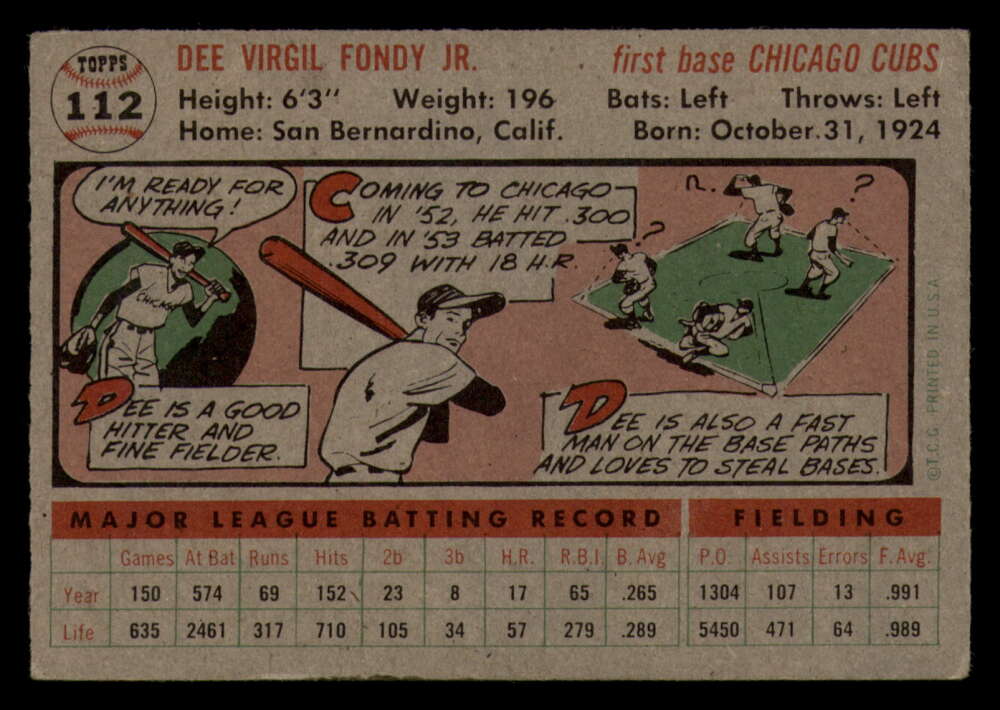 TOPPS
112
DEE VIRGIL FONDY JR.
first base CHICAGO CUBS
Height: 6'3" Weight: 196 Bats: Left Throws: Left
Home: San Bernardino, Calif. Born: October 31, 1924
I'M READY FOR
ANYTHING!
CHICAGO
DEE IS A GOOD
HITTER AND
FINE FIELDER.
COMING TO CHICAGO
IN '52, HE HIT .300
AND IN '53 BATTED
.309 WITH 18 H.R.
?
?
DEE IS ALSO A FAST
MAN ON THE BASE PATHS
AND LOVES TO STEAL BASES.
©T.C.G. PRINTED IN U.S.A.
MAJOR LEAGUE BATTING RECORD FIELDING
Games At Bat Runs Hits 2b 3b H.R. R.B.I. B. Avg P.O. Assists Errors F. Avg.
Year 150 574 69 152 23 8 17 65 .265 1304 107 13 .991
Life 635 2461 317 710 105 34 57 279 .289 5450 471 64 .989